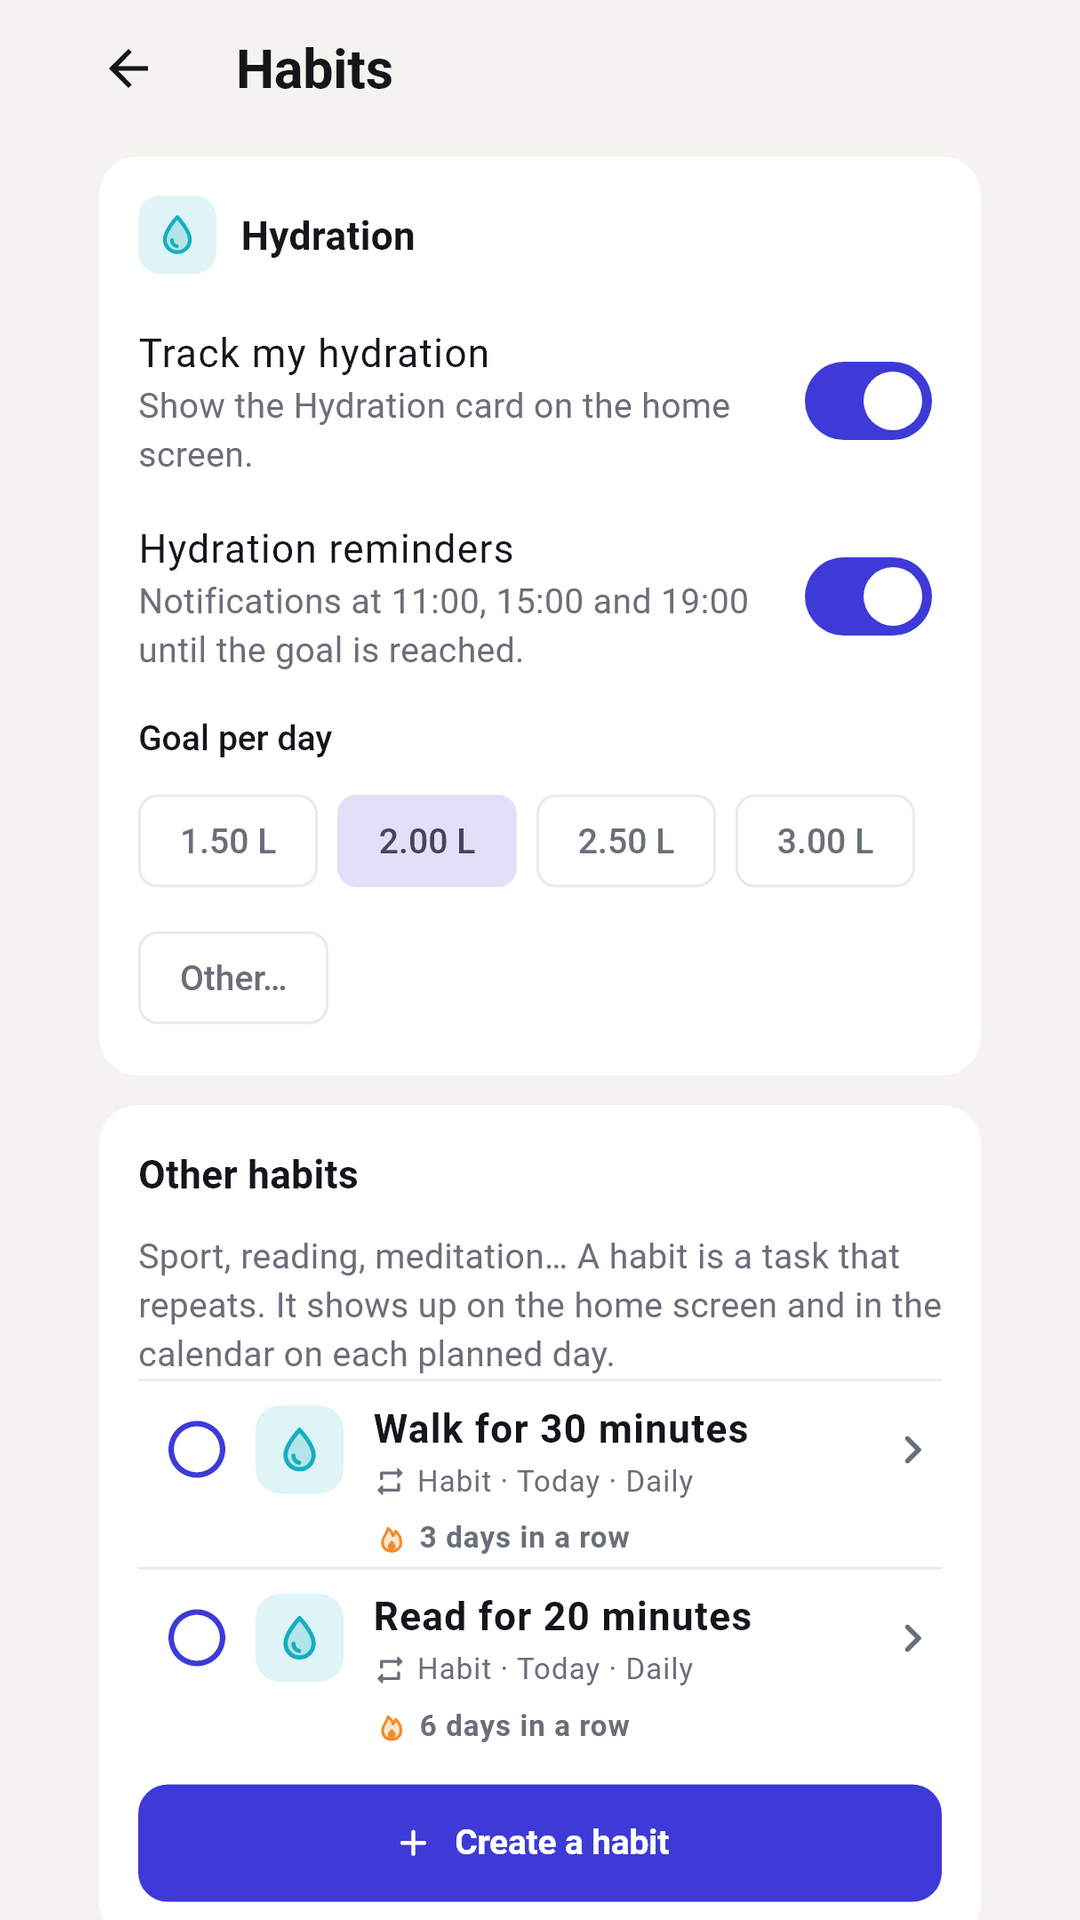 Habits
Hydration
Track my hydration
Show the Hydration card on the home
screen.
Hydration reminders
Notifications at 11:00, 15:00 and 19:00
until the goal is reached.
Goal per day
1.50 L
2.00 L
2.50 L
3.00 L
Other…
Other habits
Sport, reading, meditation… A habit is a task that
repeats. It shows up on the home screen and in the
calendar on each planned day.
Walk for 30 minutes
Habit · Today · Daily
3 days in a row
Read for 20 minutes
Habit · Today · Daily
6 days in a row
+ Create a habit